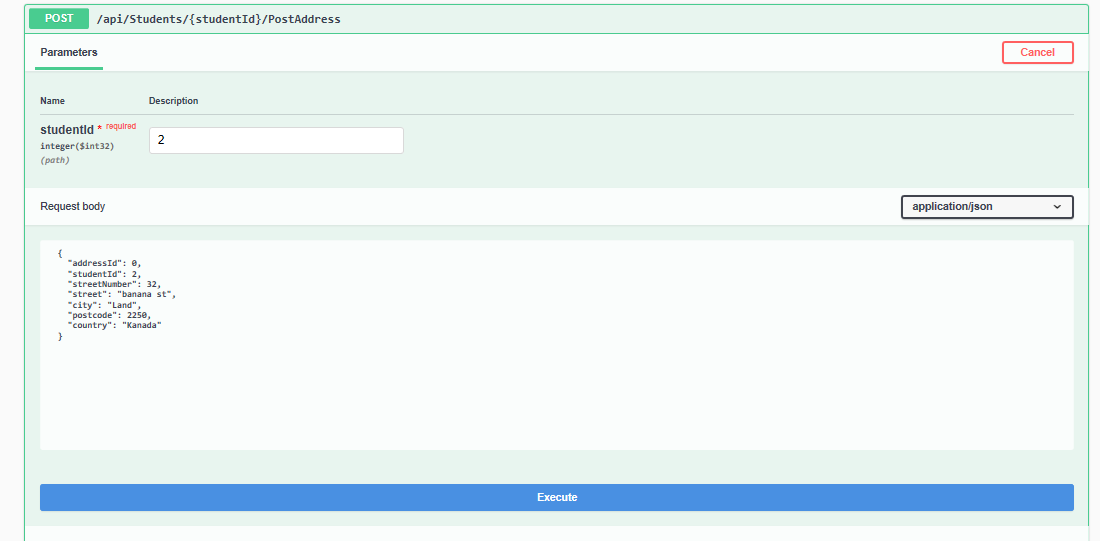 POST /api/Students/{studentId}/PostAddress
Parameters Cancel
Name Description
studentId * required 2
integer($int32)
(path)
Request body application/json
{
"addressId": 0,
"studentId": 2,
"streetNumber": 32,
"street": "banana st",
"city": "Land",
"postcode": 2250,
"country": "Kanada"
}
Execute